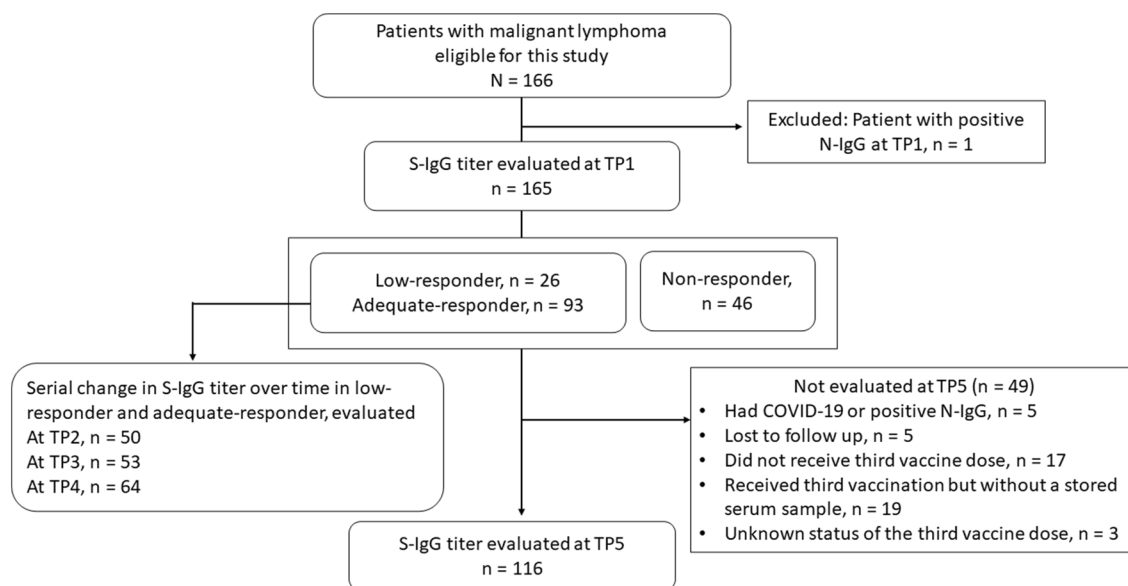 Patients with malignant lymphoma
eligible for this study
N = 166
Excluded: Patient with positive
N-IgG at TP1, n = 1
S-IgG titer evaluated at TP1
n = 165
Low-responder, n = 26
Adequate-responder, n = 93
Non-responder,
n = 46
Serial change in S-IgG titer over time in low-
responder and adequate-responder, evaluated
At TP2, n = 50
At TP3, n = 53
At TP4, n = 64
Not evaluated at TP5 (n = 49)
• Had COVID-19 or positive N-IgG, n = 5
• Lost to follow up, n = 5
• Did not receive third vaccine dose, n = 17
• Received third vaccination but without a stored
serum sample, n = 19
• Unknown status of the third vaccine dose, n = 3
S-IgG titer evaluated at TP5
n = 116